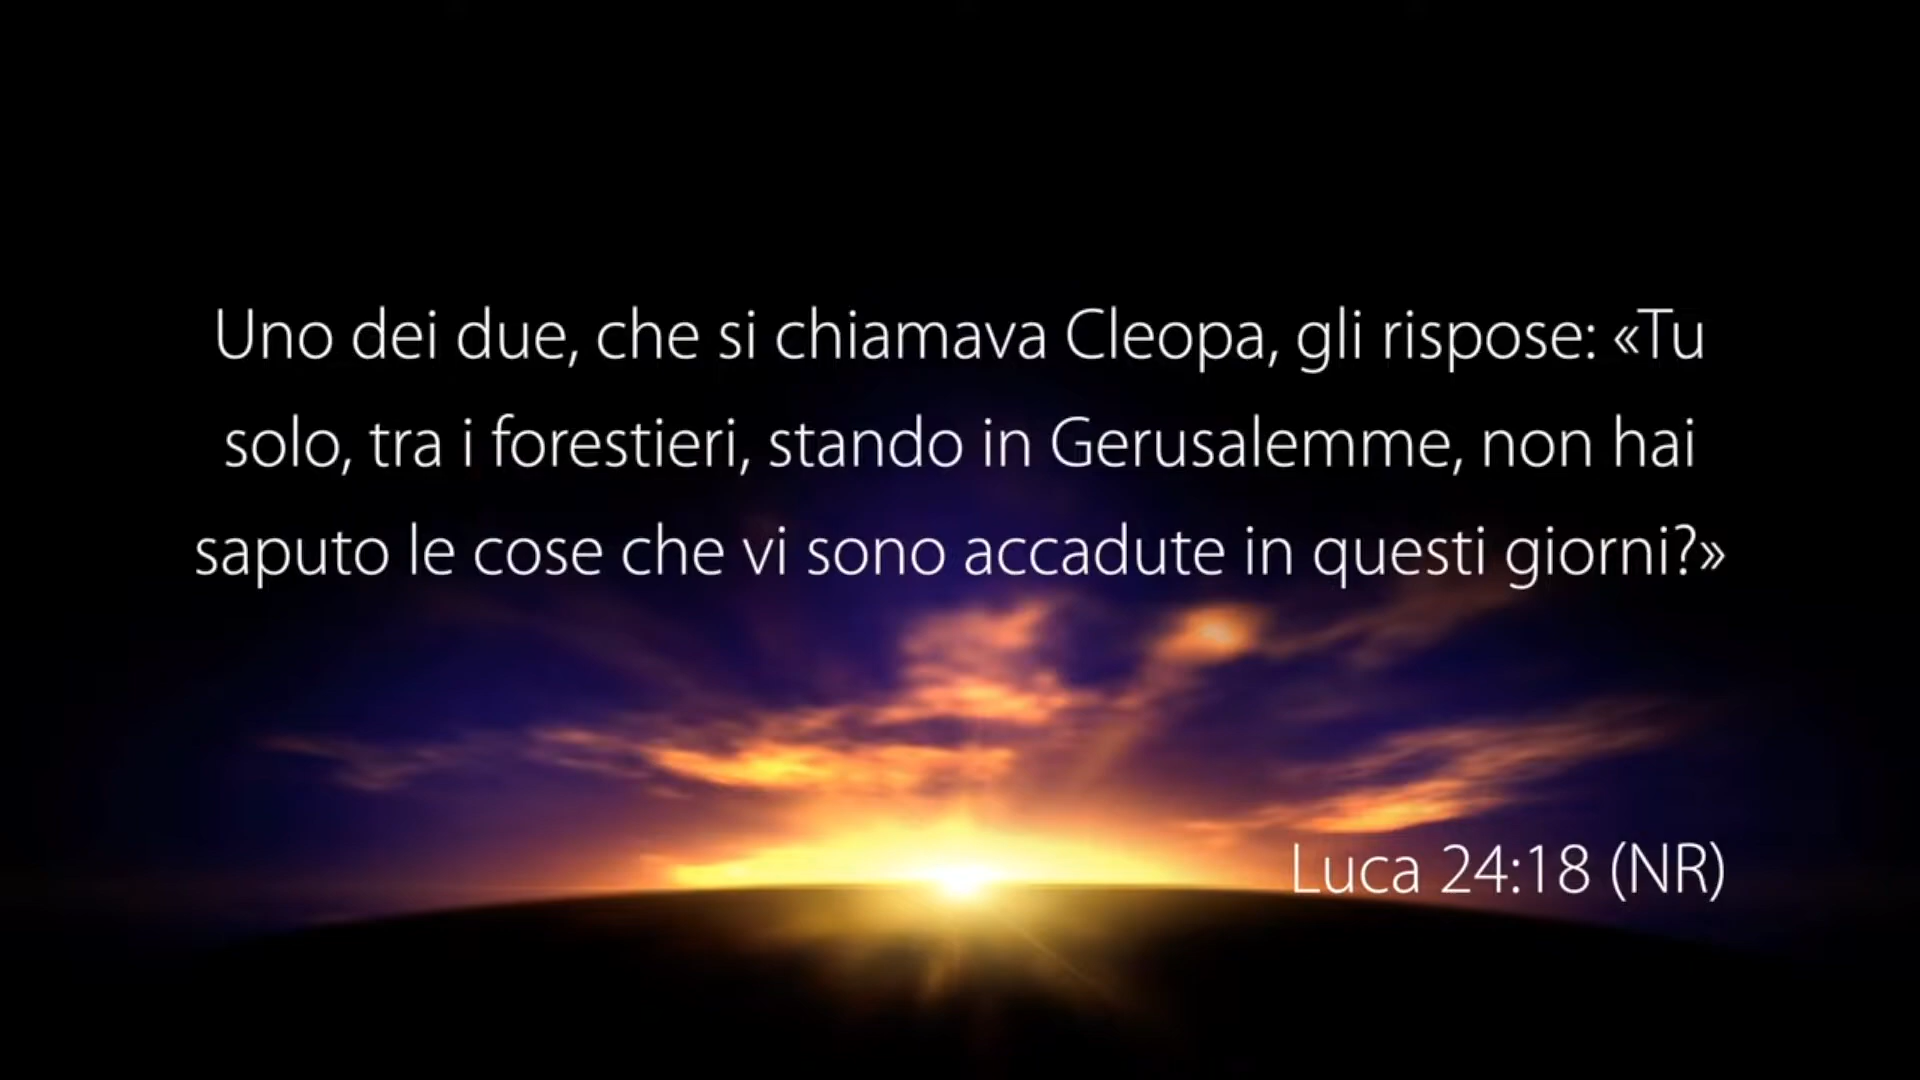 Uno dei due, che si chiamava Cleopa, gli rispose: «Tu
solo, tra i forestieri, stando in Gerusalemme, non hai
saputo le cose che vi sono accadute in questi giorni?»
Luca 24:18 (NR)